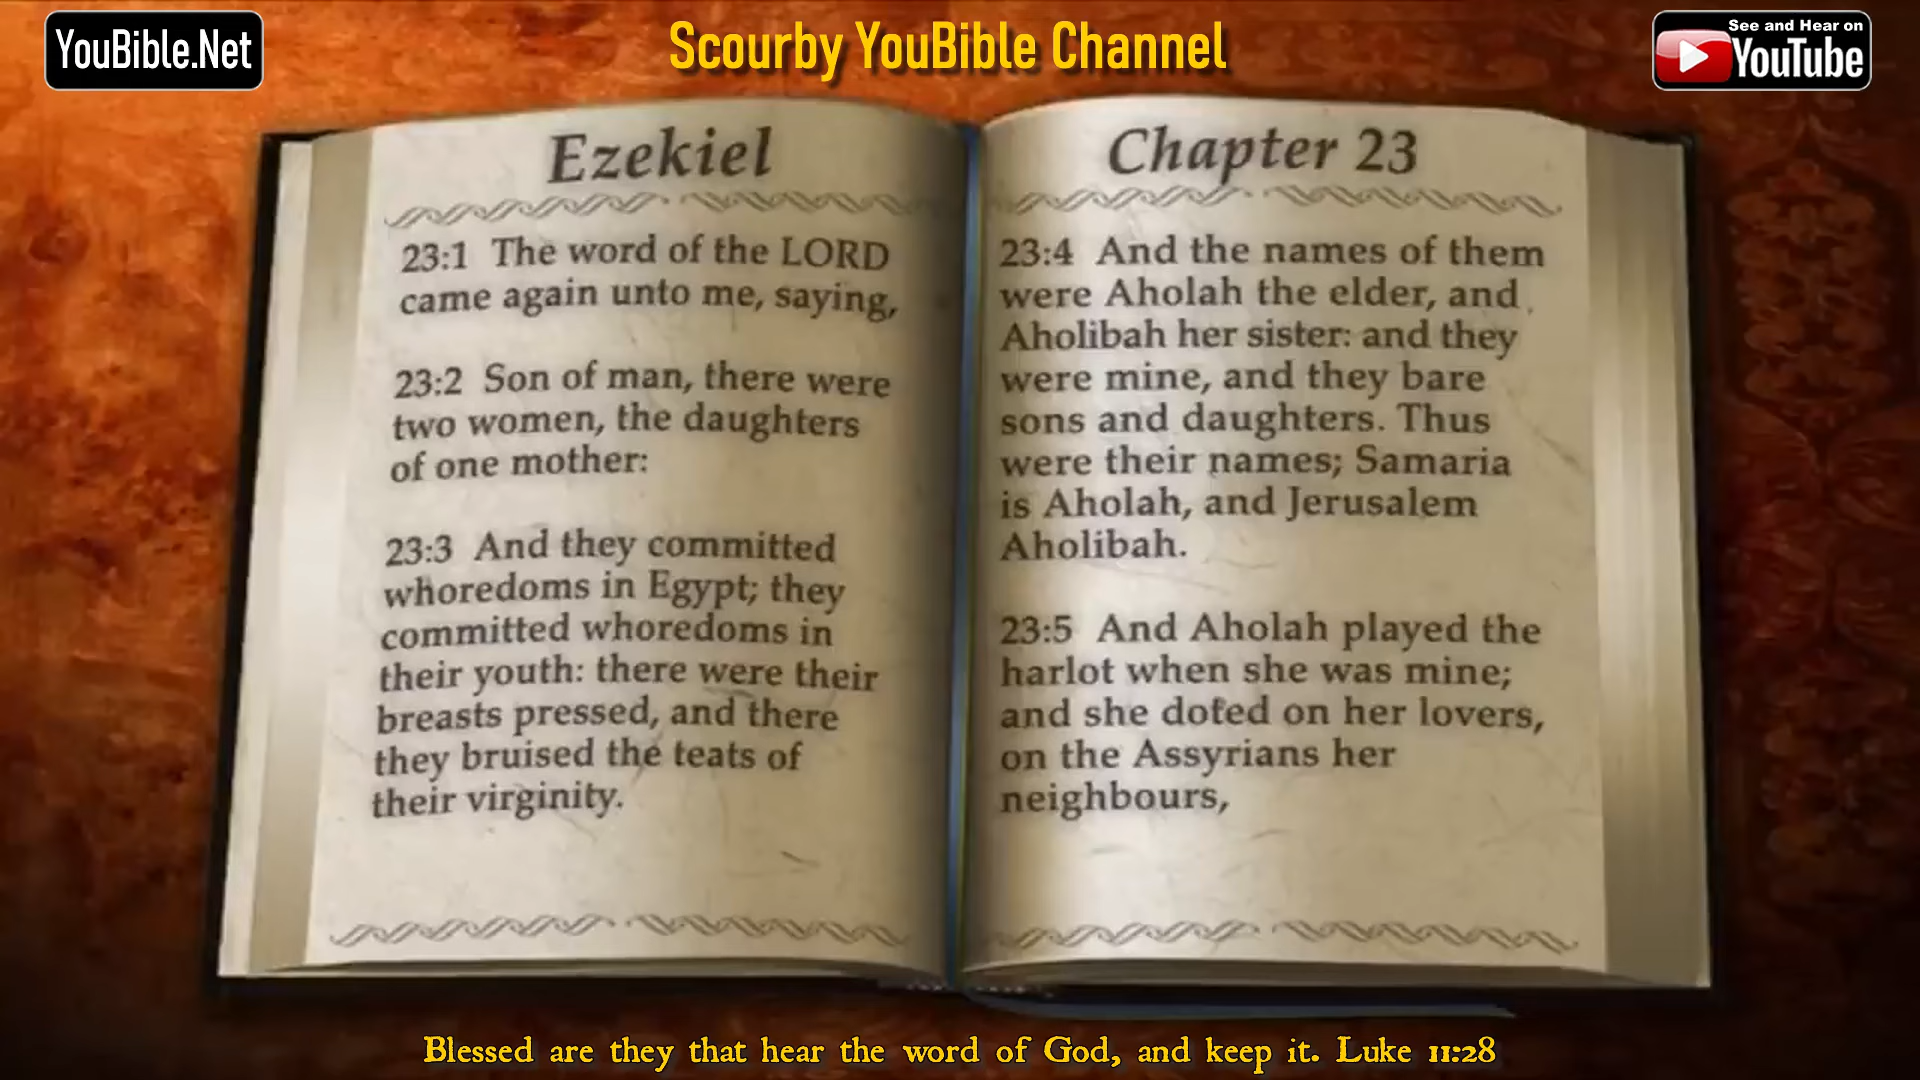 YouBible.Net
Scourby YouBible Channel
See and Hear on
YouTube
Ezekiel
23:1 The word of the LORD
came again unto me, saying,
23:2 Son of man, there were
two women, the daughters
of one mother:
23:3 And they committed
whoredoms in Egypt; they
committed whoredoms in
their youth: there were their
breasts pressed, and there
they bruised the teats of
their virginity.
Chapter 23
23:4 And the names of them
were Aholah the elder, and
Aholibah her sister: and they
were mine, and they bare
sons and daughters. Thus
were their names; Samaria
is Aholah, and Jerusalem
Aholibah.
23:5 And Aholah played the
harlot when she was mine;
and she doted on her lovers,
on the Assyrians her
neighbours,
Blessed are they that hear the word of God, and keep it. Luke 11:28